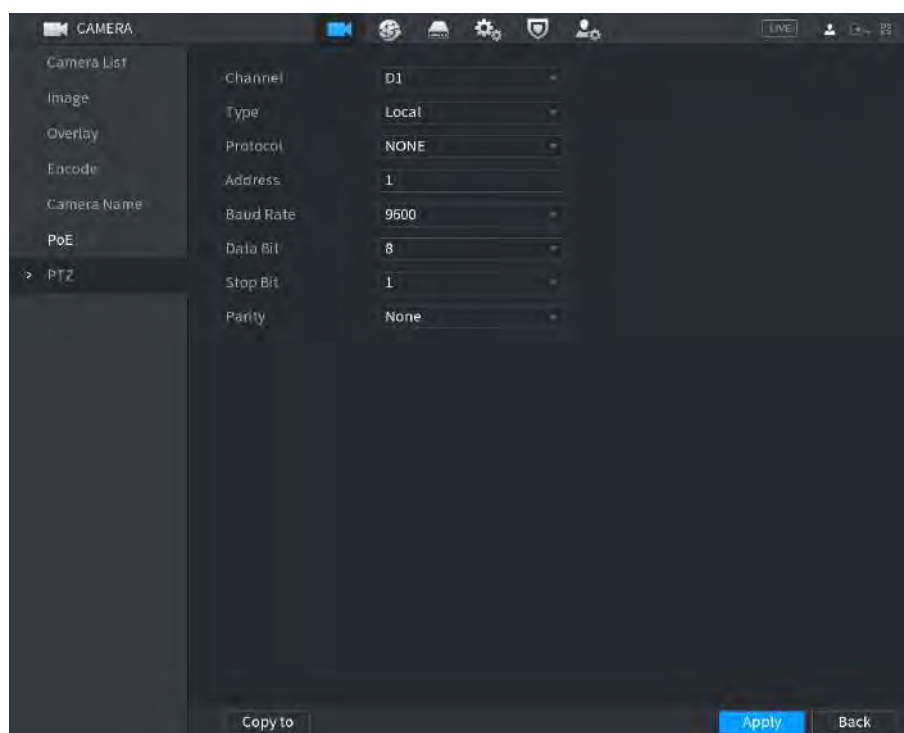 CAMERA
LIVE
Camera List
Image
Overlay
Encode
Camera Name
PoE
> PTZ
Channel D1
Type Local
Protocol NONE
Address 1
Baud Rate 9600
Data Bit 8
Stop Bit 1
Parity None
Copy to Apply Back